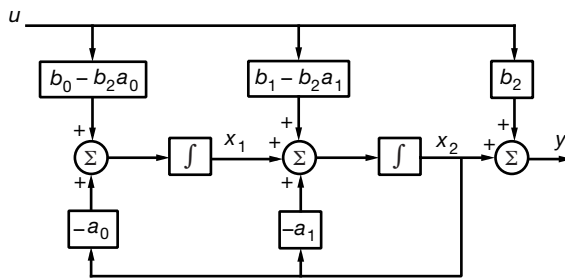 u
b₀ – b₂a₀
b₁ – b₂a₁
b₂
+
+
+
Σ
∫
x₁
+
Σ
∫
x₂
+
Σ
y
+
+
–a₀
–a₁